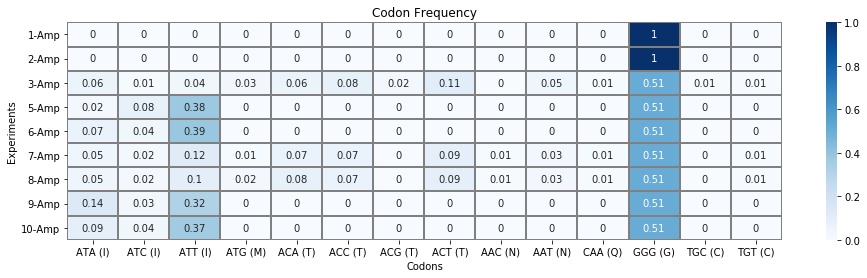 Codon Frequency
1-Amp 0 0 0 0 0 0 0 0 0 0 0 1 0 0
2-Amp 0 0 0 0 0 0 0 0 0 0 0 1 0 0
3-Amp 0.06 0.01 0.04 0.03 0.06 0.08 0.02 0.11 0 0.05 0.01 0.51 0.01 0.01
5-Amp 0.02 0.08 0.38 0 0 0 0 0 0 0 0 0.51 0 0
6-Amp 0.07 0.04 0.39 0 0 0 0 0 0 0 0 0.51 0 0
7-Amp 0.05 0.02 0.12 0.01 0.07 0.07 0 0.09 0.01 0.03 0.01 0.51 0 0.01
8-Amp 0.05 0.02 0.1 0.02 0.08 0.07 0 0.09 0.01 0.03 0.01 0.51 0 0.01
9-Amp 0.14 0.03 0.32 0 0 0 0 0 0 0 0 0.51 0 0
10-Amp 0.09 0.04 0.37 0 0 0 0 0 0 0 0 0.51 0 0
ATA (I) ATC (I) ATT (I) ATG (M) ACA (T) ACC (T) ACG (T) ACT (T) AAC (N) AAT (N) CAA (Q) GGG (G) TGC (C) TGT (C)
Codons
Experiments
1.0
0.8
0.6
0.4
0.2
0.0